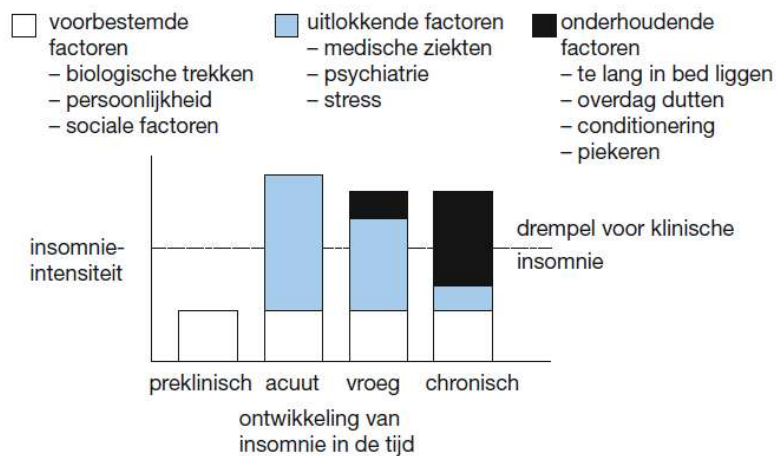 voorbestemde
factoren
– biologische trekken
– persoonlijkheid
– sociale factoren
uitlokkende factoren
– medische ziekten
– psychiatrie
– stress
onderhoudende
factoren
– te lang in bed liggen
– overdag dutten
– conditionering
– piekeren
insomnie-
intensiteit
drempel voor klinische
insomnie
preklinisch acuut vroeg chronisch
ontwikkeling van
insomnie in de tijd